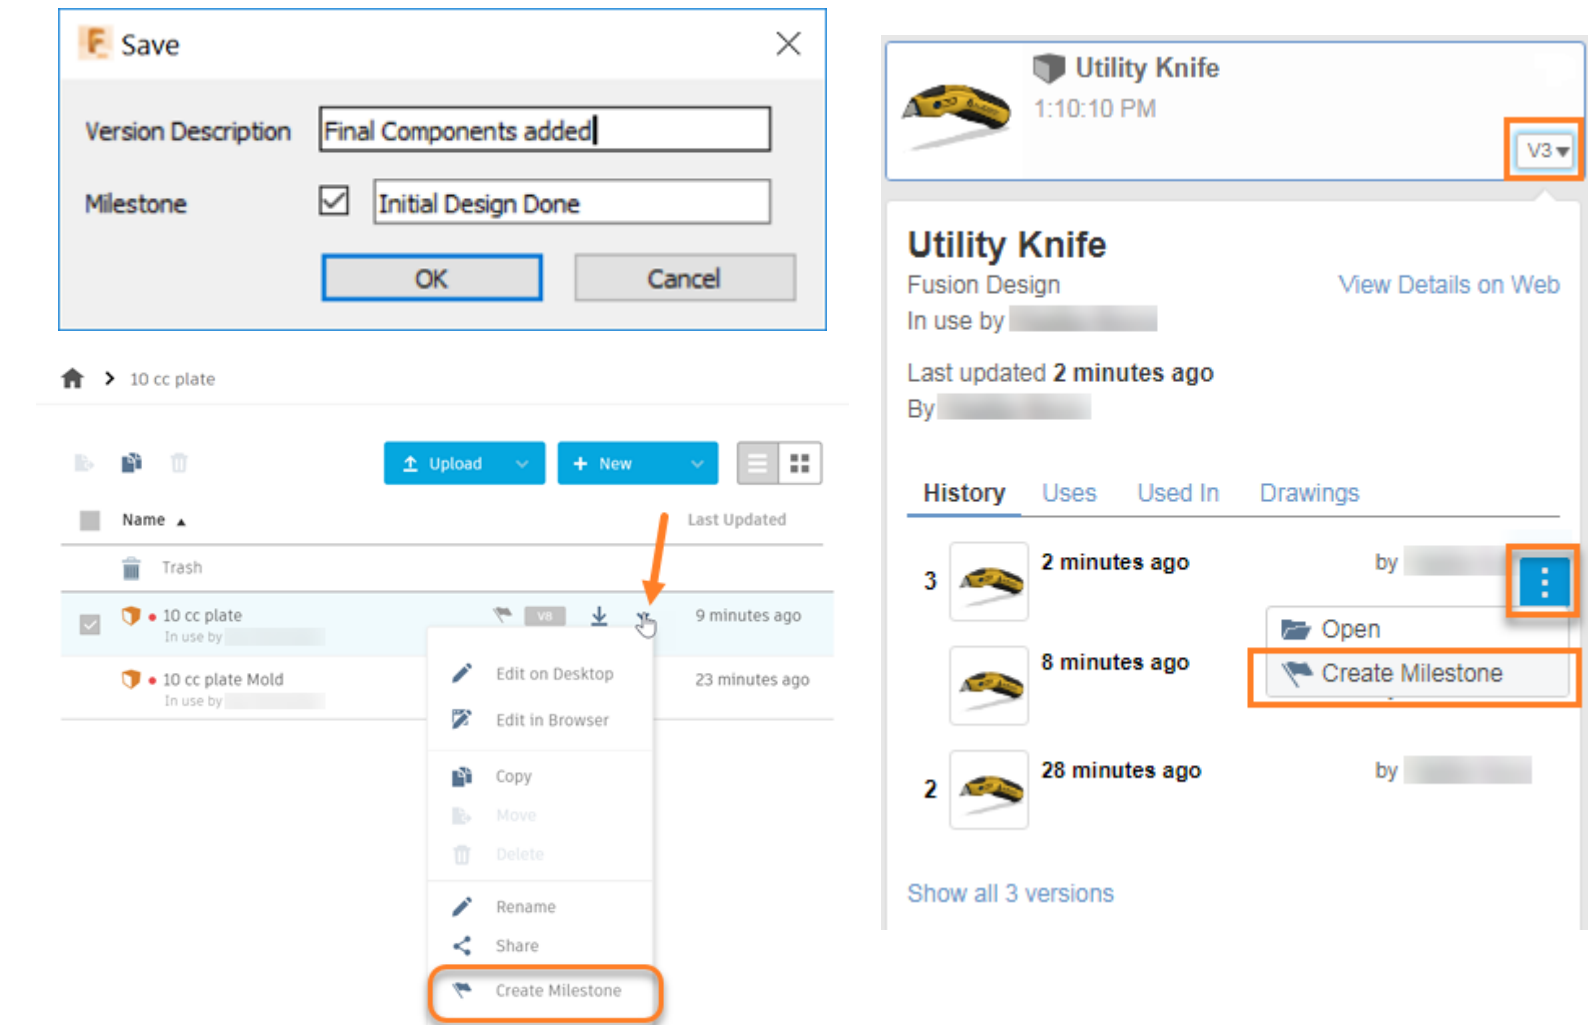 Save
Version Description
Final Components added
Milestone
Initial Design Done
OK
Cancel
10 cc plate
Upload
New
Name
Last Updated
Trash
10 cc plate
V8
9 minutes ago
In use by
10 cc plate Mold
23 minutes ago
In use by
Edit on Desktop
Edit in Browser
Copy
Move
Delete
Rename
Share
Create Milestone
Utility Knife
1:10:10 PM
V3
Utility Knife
Fusion Design
View Details on Web
In use by
Last updated 2 minutes ago
By
History Uses Used In Drawings
3 2 minutes ago by
Open
8 minutes ago
Create Milestone
2 28 minutes ago by
Show all 3 versions